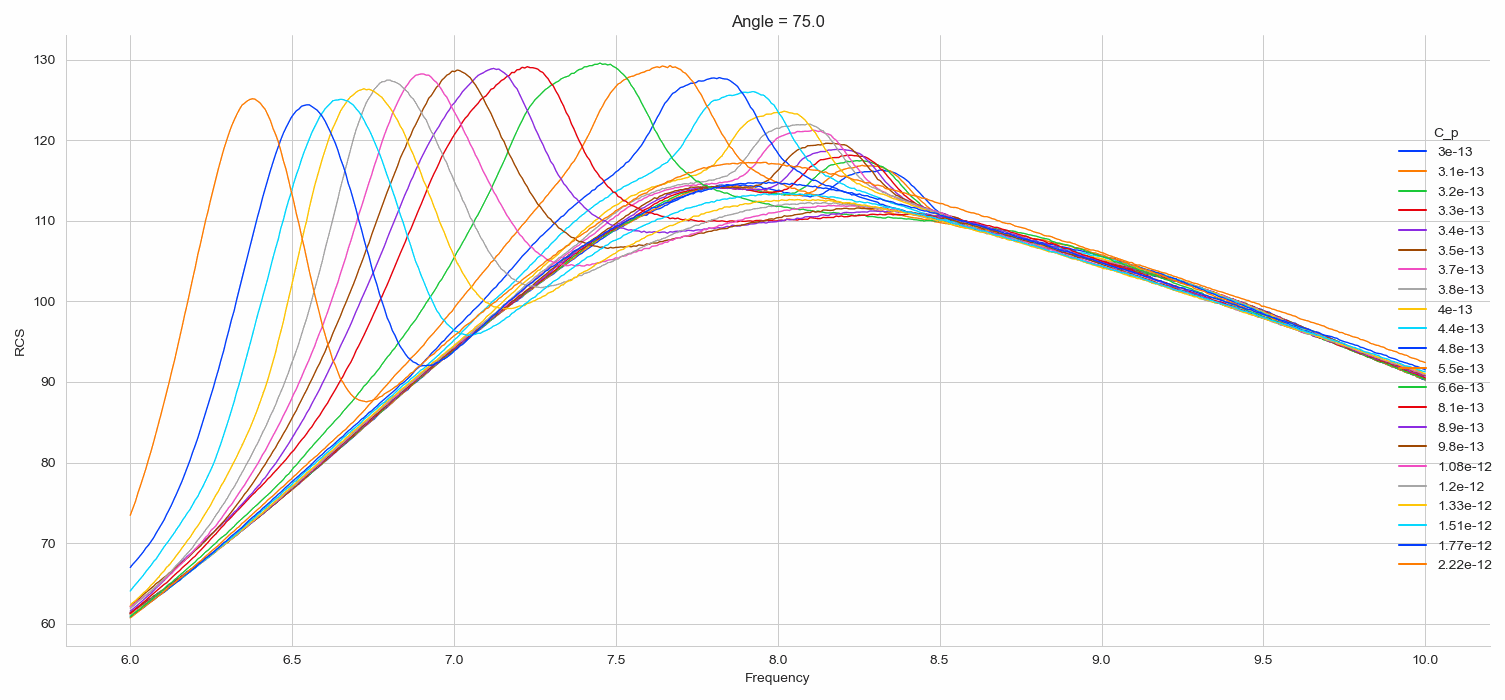 Angle = 75.0
130
120
110
100
90
80
70
60
RCS
6.0 6.5 7.0 7.5 8.0 8.5 9.0 9.5 10.0
Frequency
C_p
3e-13
3.1e-13
3.2e-13
3.3e-13
3.4e-13
3.5e-13
3.7e-13
3.8e-13
4e-13
4.4e-13
4.8e-13
5.5e-13
6.6e-13
8.1e-13
8.9e-13
9.8e-13
1.08e-12
1.2e-12
1.33e-12
1.51e-12
1.77e-12
2.22e-12